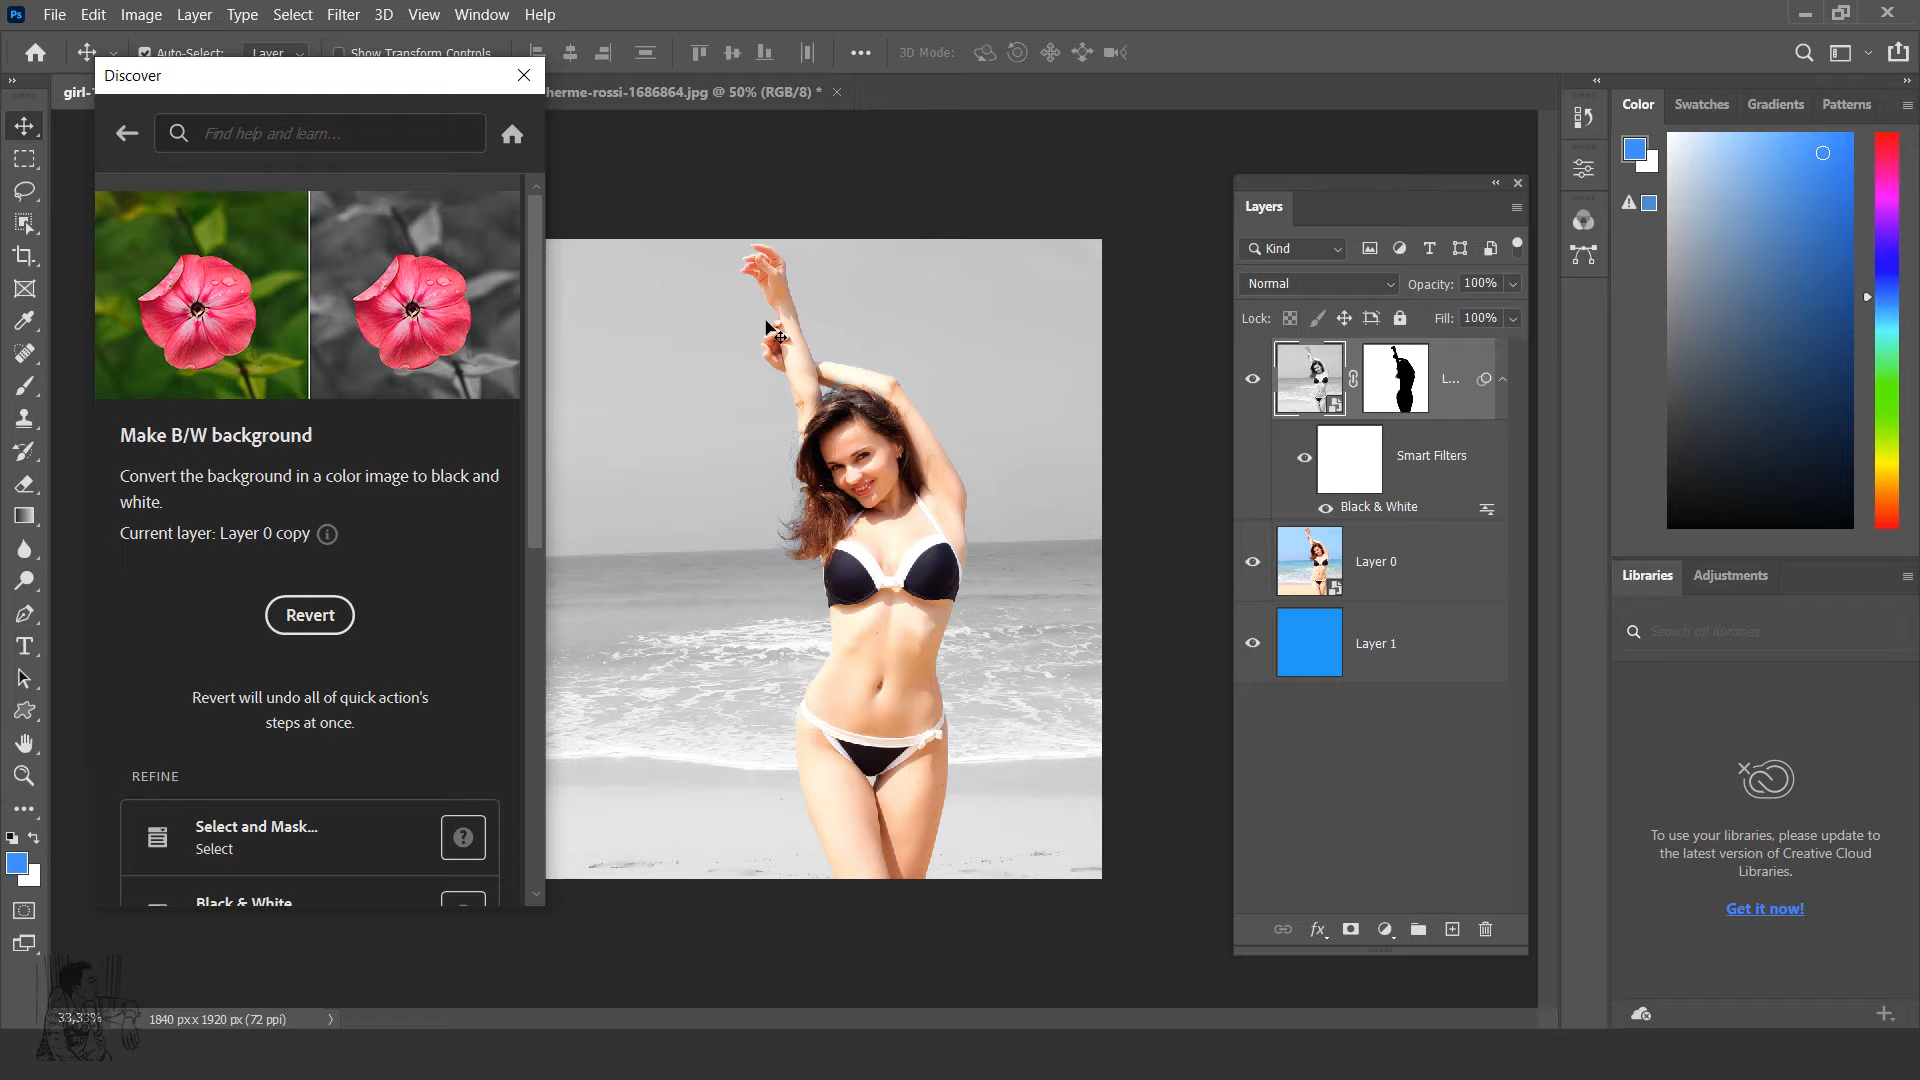 Ps File Edit Image Layer Type Select Filter 3D View Window Help
Auto-Select: Layer Show Transform Controls 3D Mode:
Discover
girl-
herme-rossi-1686864.jpg @ 50% (RGB/8) *
Find help and learn...
Make B/W background
Convert the background in a color image to black and
white.
Current layer: Layer 0 copy
Revert
Revert will undo all of quick action's
steps at once.
REFINE
Select and Mask...
Select
Black & White
33,33%
1840 px x 1920 px (72 ppi)
Layers
Kind
Normal
Opacity: 100%
Lock:
Fill: 100%
L...
Smart Filters
Black & White
Layer 0
Layer 1
fx
Color Swatches Gradients Patterns
Libraries Adjustments
Search all libraries
To use your libraries, please update to
the latest version of Creative Cloud
Libraries.
Get it now!